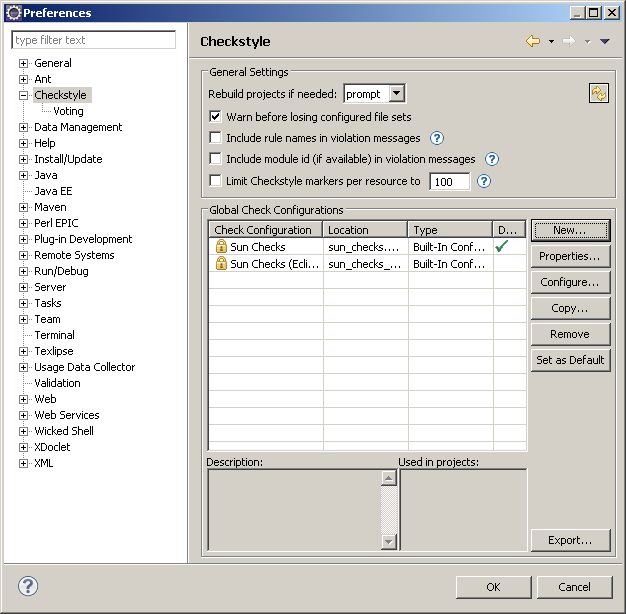 Preferences
type filter text
General
Ant
Checkstyle
Voting
Data Management
Help
Install/Update
Java
Java EE
Maven
Perl EPIC
Plug-in Development
Remote Systems
Run/Debug
Server
Tasks
Team
Terminal
Texlipse
Usage Data Collector
Validation
Web
Web Services
Wicked Shell
XDoclet
XML
Checkstyle
General Settings
Rebuild projects if needed: prompt
Warn before losing configured file sets
Include rule names in violation messages
Include module id (if available) in violation messages
Limit Checkstyle markers per resource to 100
Global Check Configurations
Check Configuration Location Type D...
Sun Checks sun_checks.... Built-In Conf...
Sun Checks (Ecli... sun_checks_... Built-In Conf...
New...
Properties...
Configure...
Copy...
Remove
Set as Default
Description: Used in projects:
Export...
OK Cancel